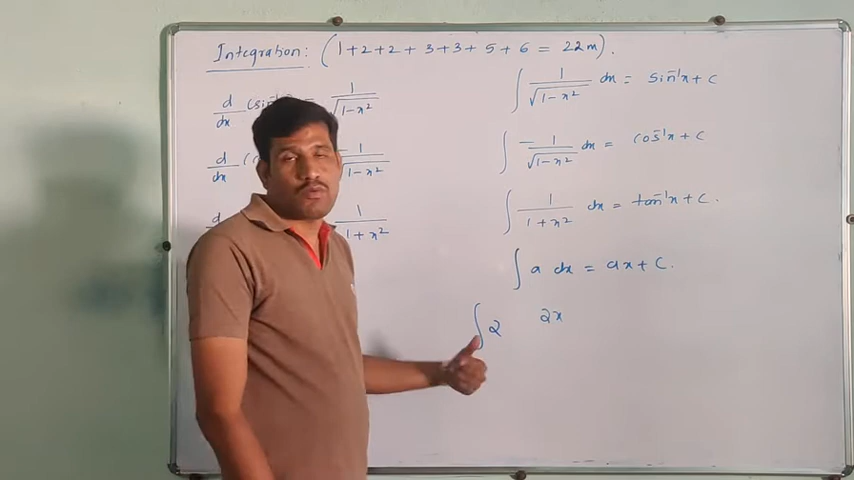 Integration: (1+2+2+3+3+5+6 = 22m).
d/dx (sin⁻¹x = 1/√1-x²
d/dx (co 1/√1-x²
d 1/1+x²
∫ 1/√1-x² dx = sin⁻¹x + C
∫ -1/√1-x² dx = cos⁻¹x + C
∫ 1/1+x² dx = tan⁻¹x + C.
∫ a dx = ax + C.
∫ 2 2x